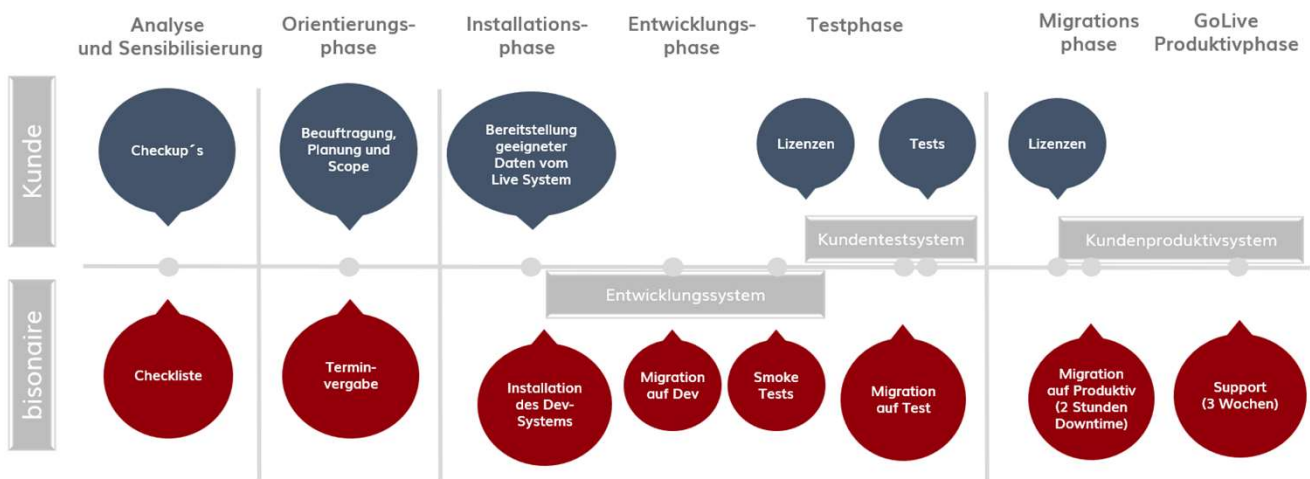 Analyse
und Sensibilisierung
Orientierungs-
phase
Installations-
phase
Entwicklungs-
phase
Testphase
Migrations
phase
GoLive
Produktivphase
Kunde
Checkup´s
Beauftragung,
Planung und
Scope
Bereitstellung
geeigneter
Daten vom
Live System
Lizenzen
Tests
Lizenzen
Kundentestsystem
Kundenproduktivsystem
Entwicklungssystem
bisonaire
Checkliste
Termin-
vergabe
Installation
des Dev-
Systems
Migration
auf Dev
Smoke
Tests
Migration
auf Test
Migration
auf Produktiv
(2 Stunden
Downtime)
Support
(3 Wochen)